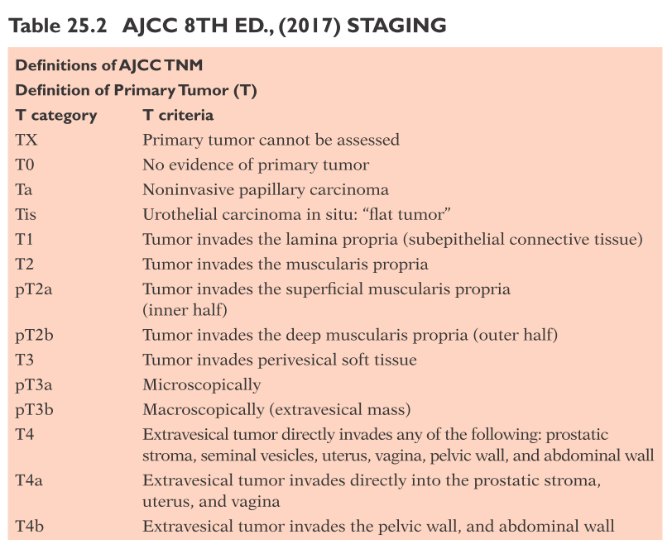 Table 25.2 AJCC 8TH ED., (2017) STAGING
Definitions of AJCC TNM
Definition of Primary Tumor (T)
T category T criteria
TX Primary tumor cannot be assessed
T0 No evidence of primary tumor
Ta Noninvasive papillary carcinoma
Tis Urothelial carcinoma in situ: “flat tumor”
T1 Tumor invades the lamina propria (subepithelial connective tissue)
T2 Tumor invades the muscularis propria
pT2a Tumor invades the superficial muscularis propria
(inner half)
pT2b Tumor invades the deep muscularis propria (outer half)
T3 Tumor invades perivesical soft tissue
pT3a Microscopically
pT3b Macroscopically (extravesical mass)
T4 Extravesical tumor directly invades any of the following: prostatic
stroma, seminal vesicles, uterus, vagina, pelvic wall, and abdominal wall
T4a Extravesical tumor invades directly into the prostatic stroma,
uterus, and vagina
T4b Extravesical tumor invades the pelvic wall, and abdominal wall